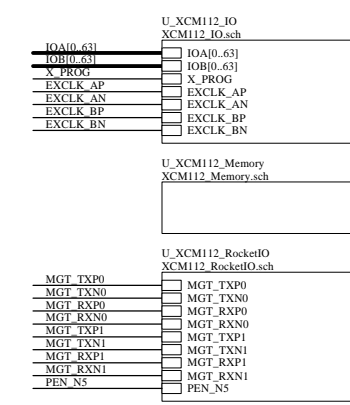 U_XCM112_IO
XCM112_IO.sch
IOA[0..63] IOA[0..63]
IOB[0..63] IOB[0..63]
X_PROG X_PROG
EXCLK_AP EXCLK_AP
EXCLK_AN EXCLK_AN
EXCLK_BP EXCLK_BP
EXCLK_BN EXCLK_BN
U_XCM112_Memory
XCM112_Memory.sch
U_XCM112_RocketIO
XCM112_RocketIO.sch
MGT_TXP0 MGT_TXP0
MGT_TXN0 MGT_TXN0
MGT_RXP0 MGT_RXP0
MGT_RXN0 MGT_RXN0
MGT_TXP1 MGT_TXP1
MGT_TXN1 MGT_TXN1
MGT_RXP1 MGT_RXP1
MGT_RXN1 MGT_RXN1
PEN_N5 PEN_N5